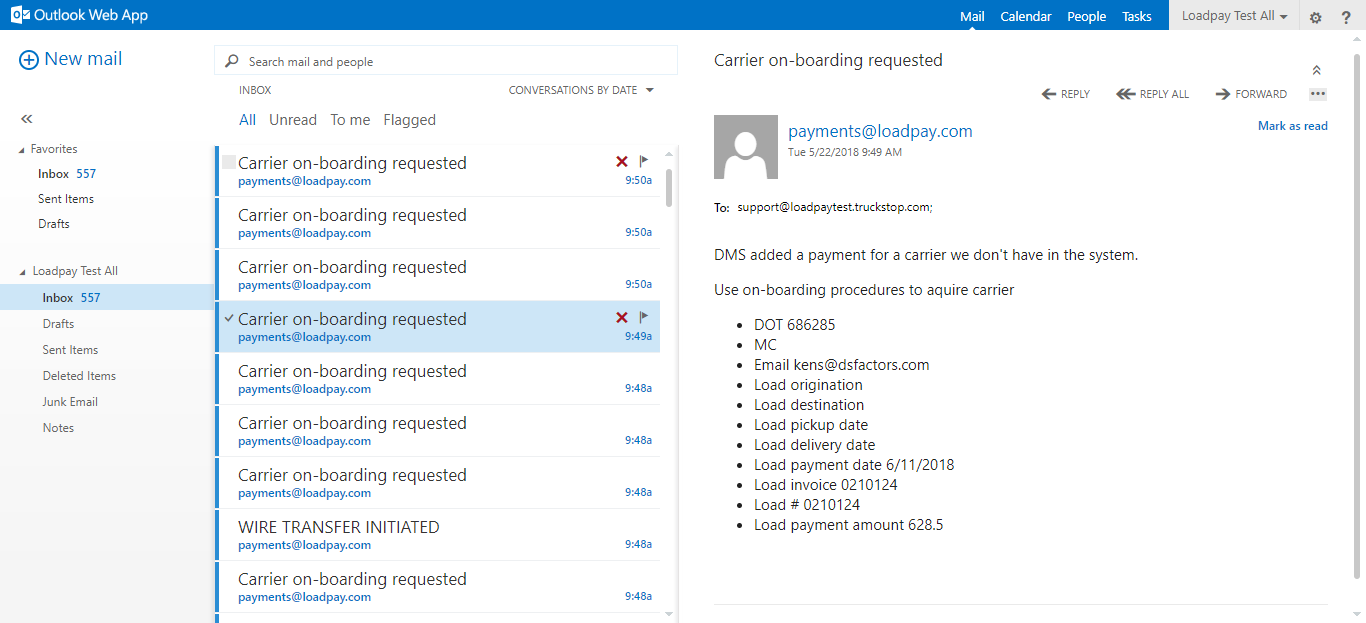 Outlook Web App
Mail Calendar People Tasks Loadpay Test All
New mail
Favorites
Inbox 557
Sent Items
Drafts
Loadpay Test All
Inbox 557
Drafts
Sent Items
Deleted Items
Junk Email
Notes
Search mail and people
INBOX CONVERSATIONS BY DATE
All Unread To me Flagged
Carrier on-boarding requested
payments@loadpay.com 9:50a
Carrier on-boarding requested
payments@loadpay.com 9:50a
Carrier on-boarding requested
payments@loadpay.com 9:50a
Carrier on-boarding requested
payments@loadpay.com 9:49a
Carrier on-boarding requested
payments@loadpay.com 9:48a
Carrier on-boarding requested
payments@loadpay.com 9:48a
Carrier on-boarding requested
payments@loadpay.com 9:48a
WIRE TRANSFER INITIATED
payments@loadpay.com 9:48a
Carrier on-boarding requested
payments@loadpay.com 9:48a
Carrier on-boarding requested
REPLY REPLY ALL FORWARD
payments@loadpay.com
Mark as read
Tue 5/22/2018 9:49 AM
To: support@loadpaytest.truckstop.com;
DMS added a payment for a carrier we don't have in the system.
Use on-boarding procedures to aquire carrier
• DOT 686285
• MC
• Email kens@dsfactors.com
• Load origination
• Load destination
• Load pickup date
• Load delivery date
• Load payment date 6/11/2018
• Load invoice 0210124
• Load # 0210124
• Load payment amount 628.5